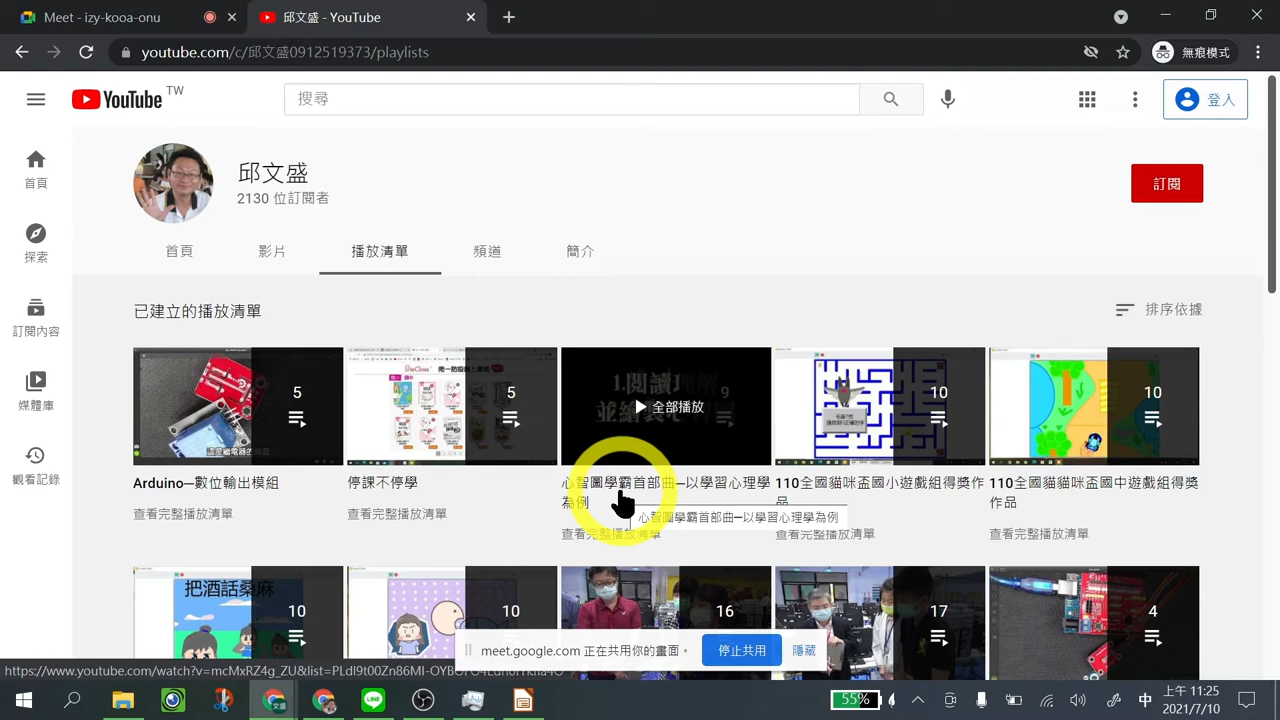 Meet - izy-kooa-onu
邱文盛 - YouTube
youtube.com/c/邱文盛0912519373/playlists
無痕模式
YouTube TW
搜尋
登入
首頁
探索
訂閱內容
媒體庫
觀看記錄
邱文盛
2130 位訂閱者
訂閱
首頁
影片
播放清單
頻道
簡介
已建立的播放清單
排序依據
5
5
1.閱讀理解
9
全部播放
10
10
Arduino─數位輸出模組
查看完整播放清單
停課不停學
查看完整播放清單
心智圖學霸首部曲─以學習心理學
為例
心智圖學霸首部曲─以學習心理學為例
查看完整播放清單
110全國貓咪盃國小遊戲組得獎作
品
查看完整播放清單
110全國貓貓咪盃國中遊戲組得獎
作品
查看完整播放清單
把酒話桑麻
10
10
16
17
4
meet.google.com 正在共用你的畫面。
停止共用
隱藏
55%
中
上午 11:25
2021/7/10